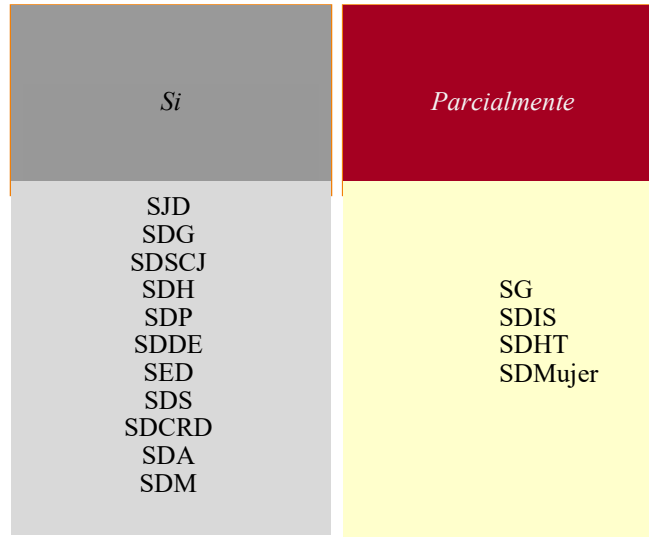 Si
Parcialmente
SJD
SDG
SDSCJ
SDH
SDP
SDDE
SED
SDS
SDCRD
SDA
SDM
SG
SDIS
SDHT
SDMujer